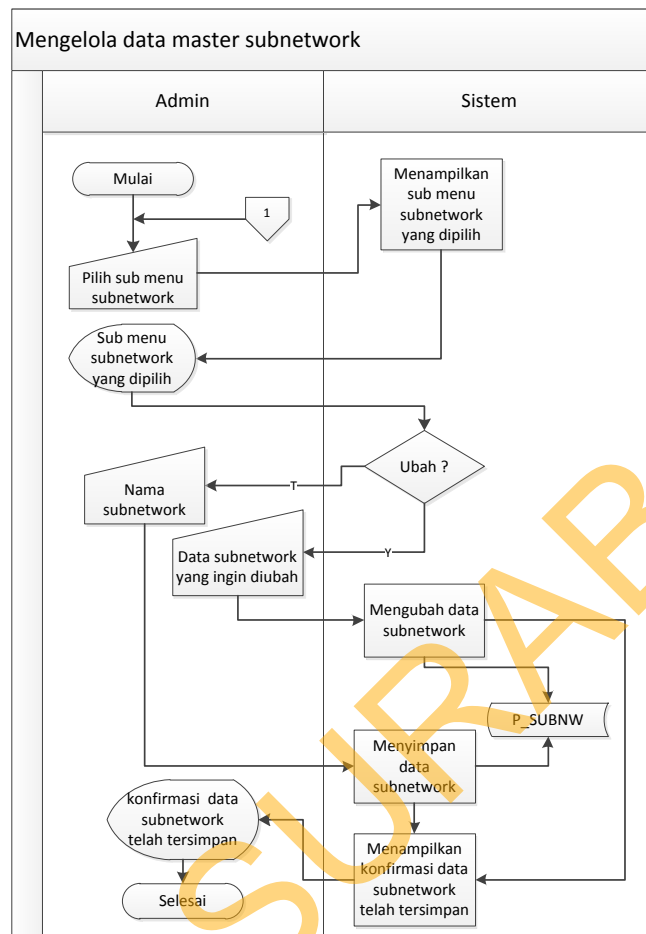 Mengelola data master subnetwork
Admin
Sistem
Mulai
1
Menampilkan
sub menu
subnetwork
yang dipilih
Pilih sub menu
subnetwork
Sub menu
subnetwork
yang dipilih
Ubah ?
T
Nama
subnetwork
Y
Data subnetwork
yang ingin diubah
Mengubah data
subnetwork
P_SUBNW
Menyimpan
data
subnetwork
konfirmasi data
subnetwork
telah tersimpan
Menampilkan
konfirmasi data
subnetwork
telah tersimpan
Selesai
SURAB